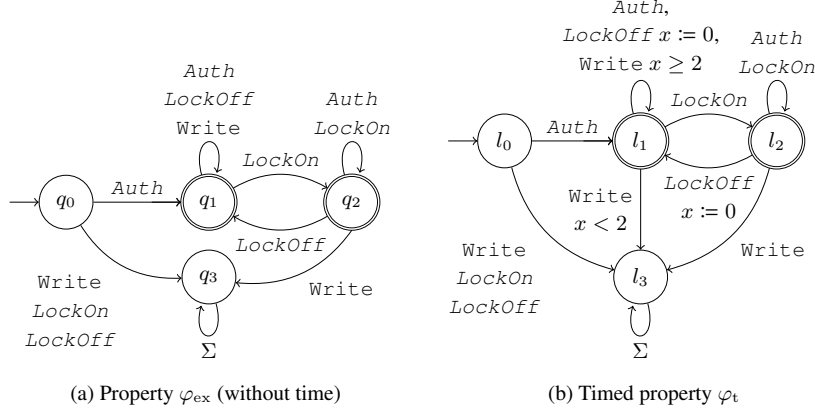 Auth
LockOff
Write
Auth
LockOn
LockOn
q0
Auth
q1
q2
LockOff
Write
LockOn
LockOff
q3
Write
Σ
(a) Property φex (without time)
Auth,
LockOff x := 0,
Write x ≥ 2
Auth
LockOn
LockOn
l0
Auth
l1
l2
LockOff
x := 0
Write
x < 2
Write
LockOn
LockOff
Write
l3
Σ
(b) Timed property φt